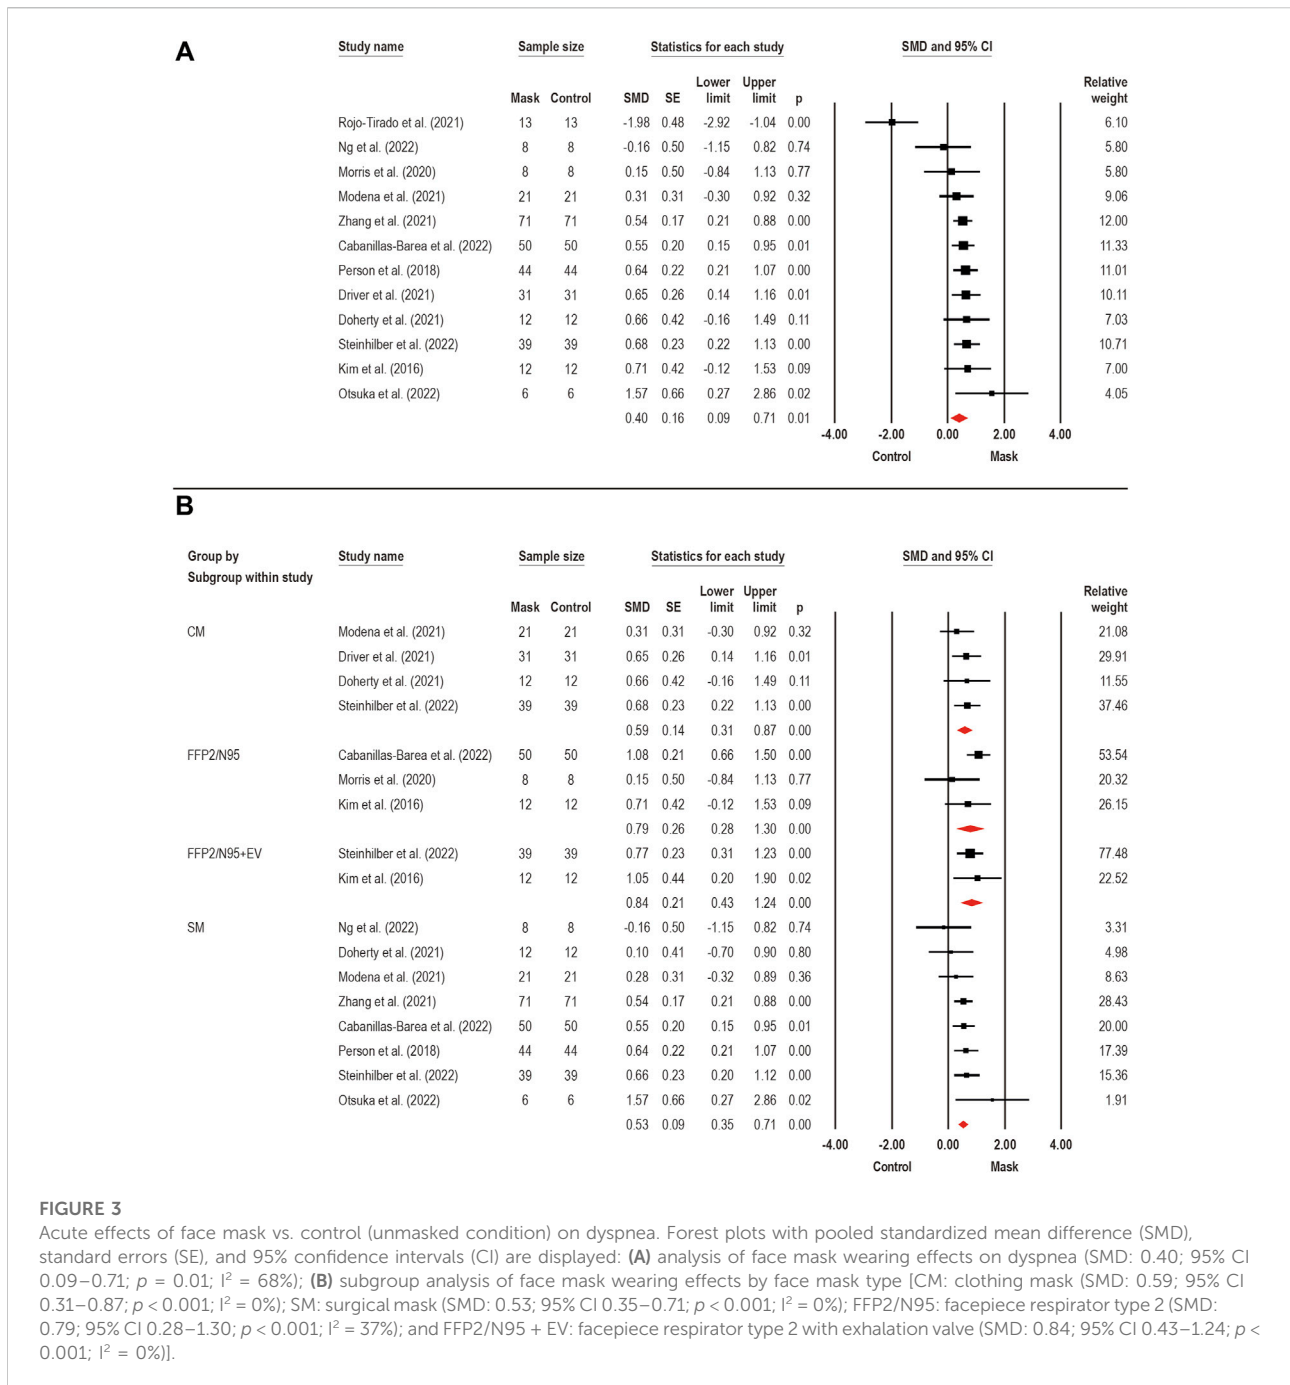 A
Study name Sample size Statistics for each study SMD and 95% CI
Lower Upper Relative
Mask Control SMD SE limit limit p weight
Rojo-Tirado et al. (2021) 13 13 -1.98 0.48 -2.92 -1.04 0.00 6.10
Ng et al. (2022) 8 8 -0.16 0.50 -1.15 0.82 0.74 5.80
Morris et al. (2020) 8 8 0.15 0.50 -0.84 1.13 0.77 5.80
Modena et al. (2021) 21 21 0.31 0.31 -0.30 0.92 0.32 9.06
Zhang et al. (2021) 71 71 0.54 0.17 0.21 0.88 0.00 12.00
Cabanillas-Barea et al. (2022) 50 50 0.55 0.20 0.15 0.95 0.01 11.33
Person et al. (2018) 44 44 0.64 0.22 0.21 1.07 0.00 11.01
Driver et al. (2021) 31 31 0.65 0.26 0.14 1.16 0.01 10.11
Doherty et al. (2021) 12 12 0.66 0.42 -0.16 1.49 0.11 7.03
Steinhilber et al. (2022) 39 39 0.68 0.23 0.22 1.13 0.00 10.71
Kim et al. (2016) 12 12 0.71 0.42 -0.12 1.53 0.09 7.00
Otsuka et al. (2022) 6 6 1.57 0.66 0.27 2.86 0.02 4.05
0.40 0.16 0.09 0.71 0.01
-4.00 -2.00 0.00 2.00 4.00
Control Mask
B
Group by Study name Sample size Statistics for each study SMD and 95% CI
Subgroup within study
Lower Upper Relative
Mask Control SMD SE limit limit p weight
CM Modena et al. (2021) 21 21 0.31 0.31 -0.30 0.92 0.32 21.08
Driver et al. (2021) 31 31 0.65 0.26 0.14 1.16 0.01 29.91
Doherty et al. (2021) 12 12 0.66 0.42 -0.16 1.49 0.11 11.55
Steinhilber et al. (2022) 39 39 0.68 0.23 0.22 1.13 0.00 37.46
0.59 0.14 0.31 0.87 0.00
FFP2/N95 Cabanillas-Barea et al. (2022) 50 50 1.08 0.21 0.66 1.50 0.00 53.54
Morris et al. (2020) 8 8 0.15 0.50 -0.84 1.13 0.77 20.32
Kim et al. (2016) 12 12 0.71 0.42 -0.12 1.53 0.09 26.15
0.79 0.26 0.28 1.30 0.00
FFP2/N95+EV Steinhilber et al. (2022) 39 39 0.77 0.23 0.31 1.23 0.00 77.48
Kim et al. (2016) 12 12 1.05 0.44 0.20 1.90 0.02 22.52
0.84 0.21 0.43 1.24 0.00
SM Ng et al. (2022) 8 8 -0.16 0.50 -1.15 0.82 0.74 3.31
Doherty et al. (2021) 12 12 0.10 0.41 -0.70 0.90 0.80 4.98
Modena et al. (2021) 21 21 0.28 0.31 -0.32 0.89 0.36 8.63
Zhang et al. (2021) 71 71 0.54 0.17 0.21 0.88 0.00 28.43
Cabanillas-Barea et al. (2022) 50 50 0.55 0.20 0.15 0.95 0.01 20.00
Person et al. (2018) 44 44 0.64 0.22 0.21 1.07 0.00 17.39
Steinhilber et al. (2022) 39 39 0.66 0.23 0.20 1.12 0.00 15.36
Otsuka et al. (2022) 6 6 1.57 0.66 0.27 2.86 0.02 1.91
0.53 0.09 0.35 0.71 0.00
-4.00 -2.00 0.00 2.00 4.00
Control Mask
FIGURE 3
Acute effects of face mask vs. control (unmasked condition) on dyspnea. Forest plots with pooled standardized mean difference (SMD),
standard errors (SE), and 95% confidence intervals (CI) are displayed: (A) analysis of face mask wearing effects on dyspnea (SMD: 0.40; 95% CI
0.09–0.71; p = 0.01; I² = 68%); (B) subgroup analysis of face mask wearing effects by face mask type [CM: clothing mask (SMD: 0.59; 95% CI
0.31–0.87; p < 0.001; I² = 0%); SM: surgical mask (SMD: 0.53; 95% CI 0.35–0.71; p < 0.001; I² = 0%); FFP2/N95: facepiece respirator type 2 (SMD:
0.79; 95% CI 0.28–1.30; p < 0.001; I² = 37%); and FFP2/N95 + EV: facepiece respirator type 2 with exhalation valve (SMD: 0.84; 95% CI 0.43–1.24; p <
0.001; I² = 0%)].